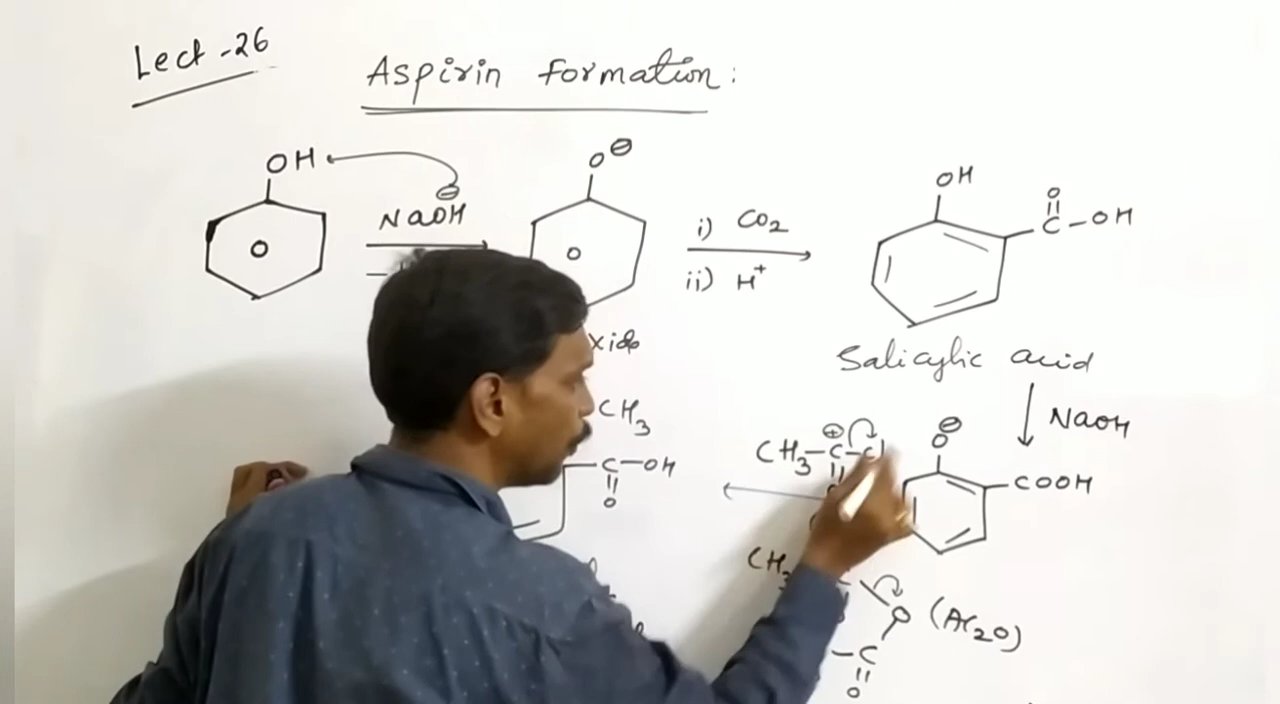 Lect-26
Aspirin formation:
OH
NaOH
⊖
O⊖
i) CO2
ii) H+
OH
O
C-OH
Salicylic acid
NaOH
CH3
C-OH
O
⊕
CH3-C-Cl
O⊖
COOH
CH3
O
(Ac2O)
C
O